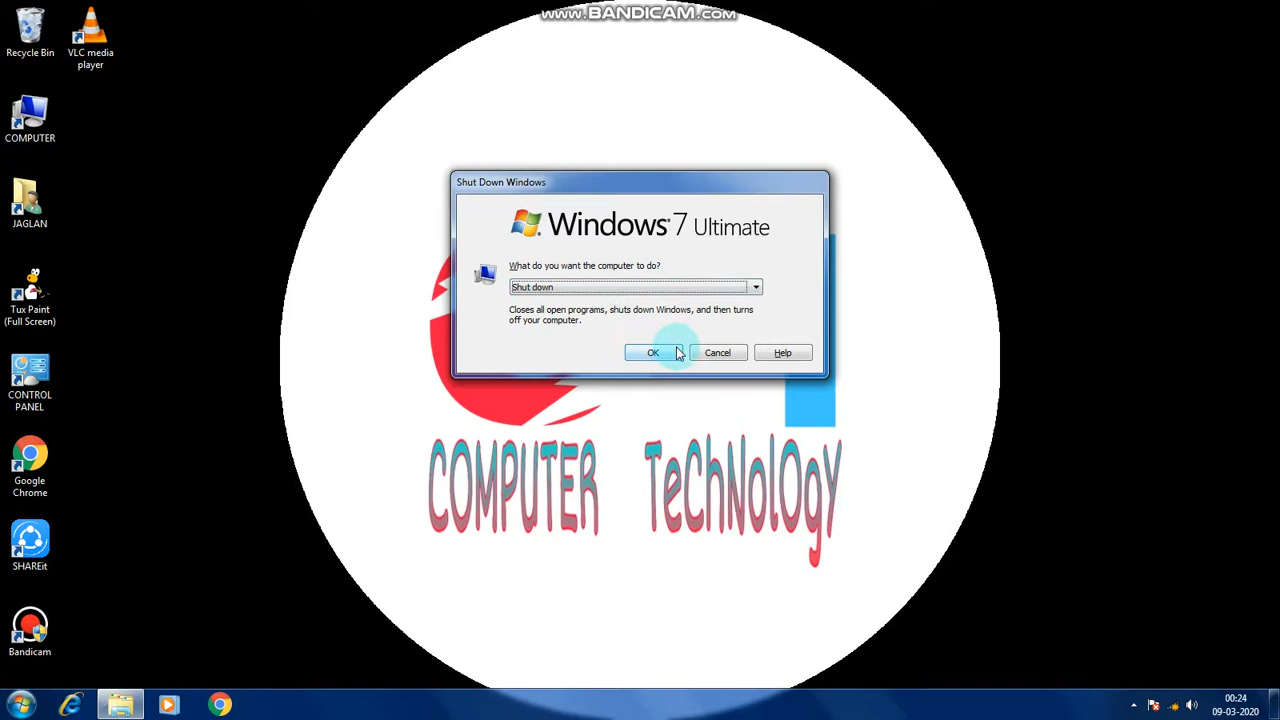 www.BANDICAM.com
Recycle Bin
VLC media
player
COMPUTER
JAGLAN
Tux Paint
(Full Screen)
CONTROL
PANEL
Google
Chrome
SHAREit
Bandicam
Shut Down Windows
Windows 7 Ultimate
What do you want the computer to do?
Shut down
Closes all open programs, shuts down Windows, and then turns
off your computer.
OK
Cancel
Help
COMPUTER TeChNolOgY
00:24
09-03-2020